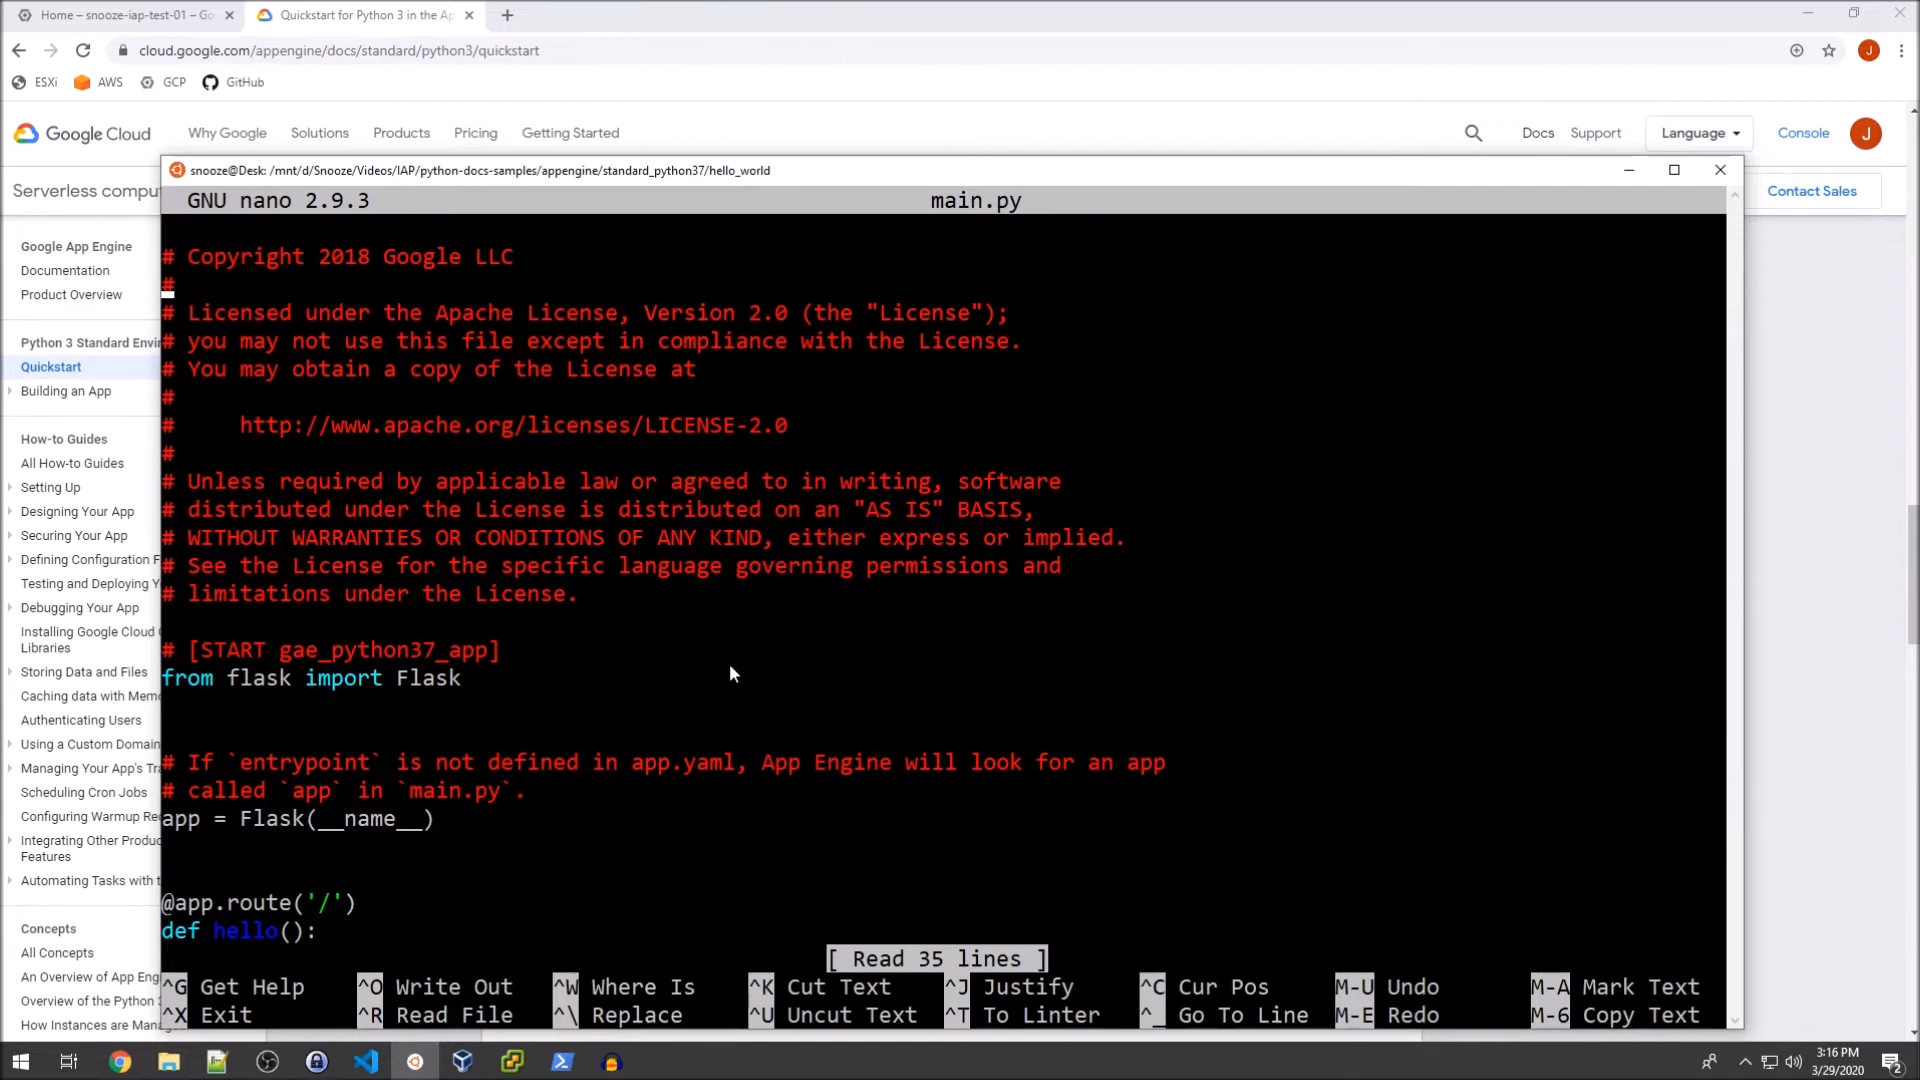 Home – snooze-iap-test-01 – Go
Quickstart for Python 3 in the Ap
cloud.google.com/appengine/docs/standard/python3/quickstart
J
ESXi AWS GCP GitHub
Google Cloud Why Google Solutions Products Pricing Getting Started Docs Support Language Console J
Serverless compu
Contact Sales
snooze@Desk: /mnt/d/Snooze/Videos/IAP/python-docs-samples/appengine/standard_python37/hello_world
GNU nano 2.9.3 main.py
# Copyright 2018 Google LLC
#
# Licensed under the Apache License, Version 2.0 (the "License");
# you may not use this file except in compliance with the License.
# You may obtain a copy of the License at
#
#     http://www.apache.org/licenses/LICENSE-2.0
#
# Unless required by applicable law or agreed to in writing, software
# distributed under the License is distributed on an "AS IS" BASIS,
# WITHOUT WARRANTIES OR CONDITIONS OF ANY KIND, either express or implied.
# See the License for the specific language governing permissions and
# limitations under the License.
# [START gae_python37_app]
from flask import Flask
# If `entrypoint` is not defined in app.yaml, App Engine will look for an app
# called `app` in `main.py`.
app = Flask(__name__)
@app.route('/')
def hello():
[ Read 35 lines ]
^G Get Help ^O Write Out ^W Where Is ^K Cut Text ^J Justify ^C Cur Pos M-U Undo M-A Mark Text
^X Exit ^R Read File ^\ Replace ^U Uncut Text ^T To Linter ^_ Go To Line M-E Redo M-6 Copy Text
Google App Engine
Documentation
Product Overview
Python 3 Standard Envi
Quickstart
Building an App
How-to Guides
All How-to Guides
Setting Up
Designing Your App
Securing Your App
Defining Configuration F
Testing and Deploying Y
Debugging Your App
Installing Google Cloud C
Libraries
Storing Data and Files
Caching data with Mem
Authenticating Users
Using a Custom Domain
Managing Your App's Tra
Scheduling Cron Jobs
Configuring Warmup Re
Integrating Other Produc
Features
Automating Tasks with t
Concepts
All Concepts
An Overview of App Eng
Overview of the Python 3
How Instances are Mana
3:16 PM
3/29/2020
2